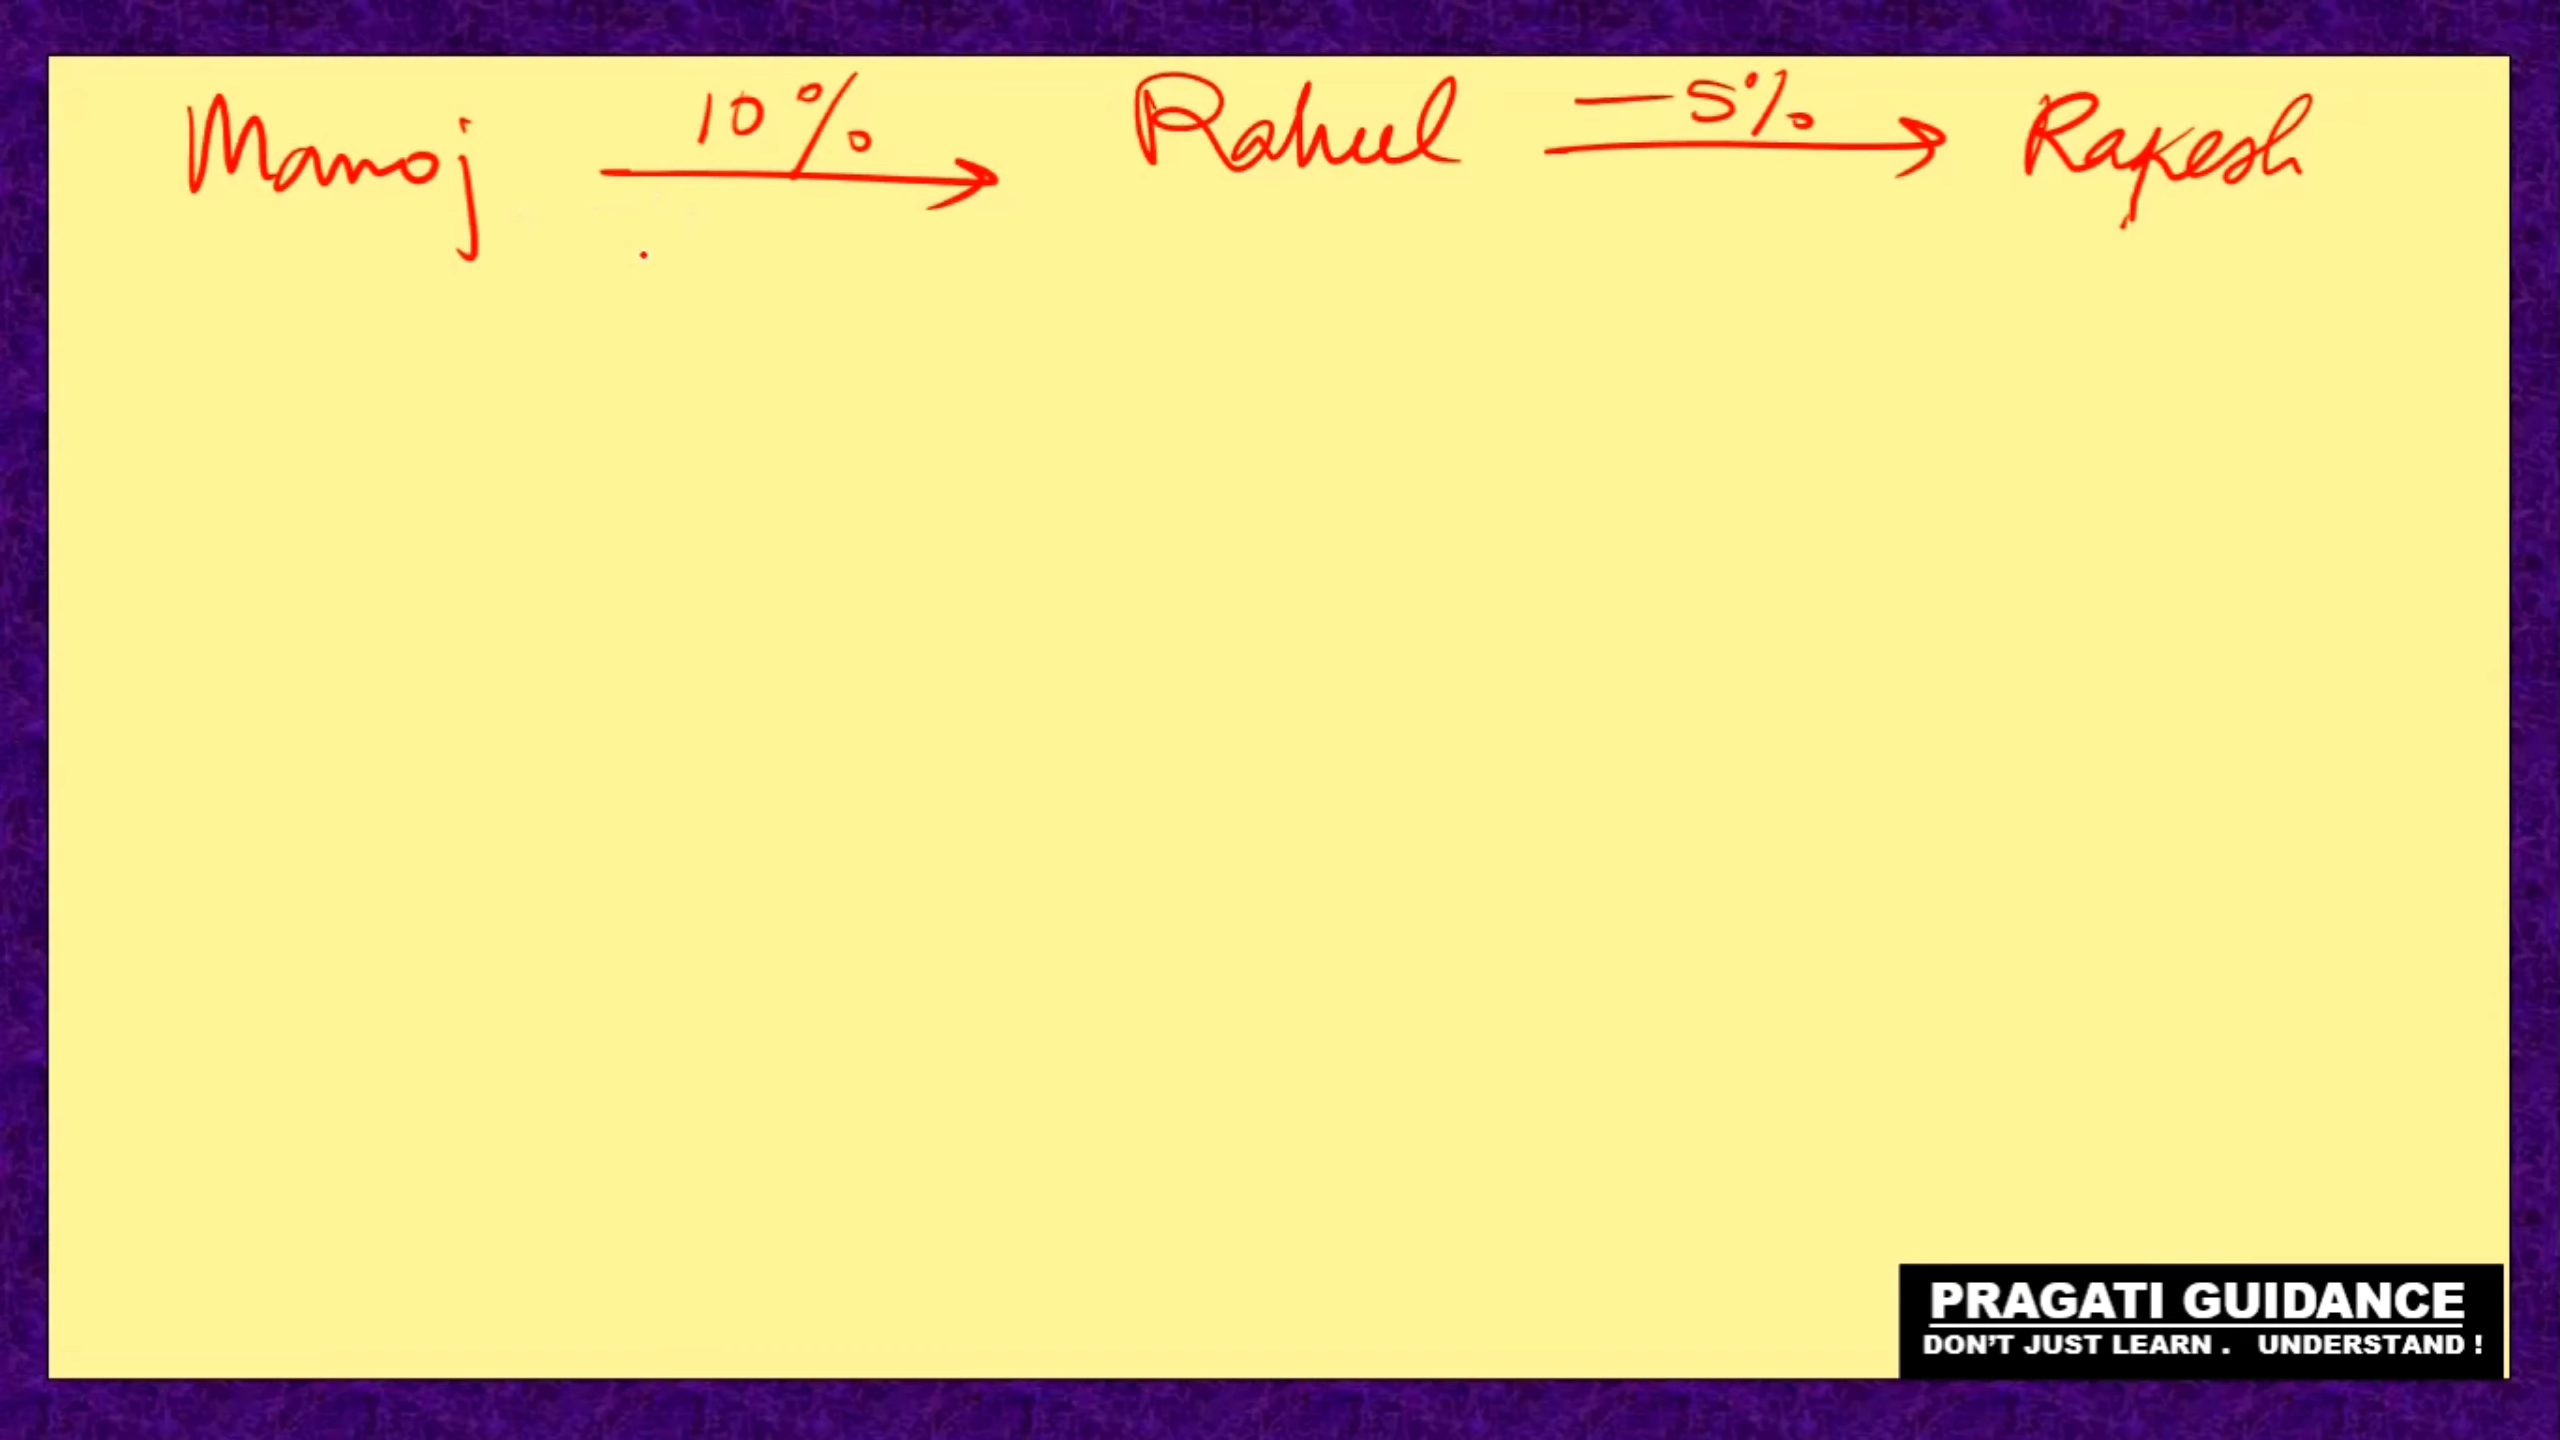 Manoj 10% Rahul -5% Rakesh
PRAGATI GUIDANCE
DON'T JUST LEARN. UNDERSTAND!